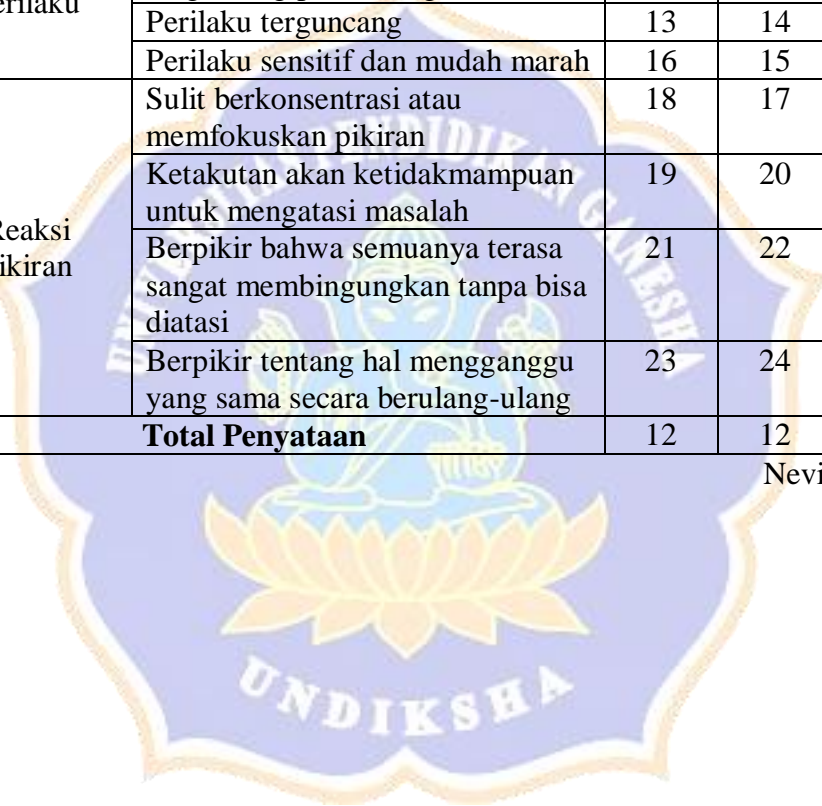 erilaku
Perilaku terguncang 13 14
Perilaku sensitif dan mudah marah 16 15
Sulit berkonsentrasi atau 18 17
memfokuskan pikiran
Reaksi
ikiran
Ketakutan akan ketidakmampuan 19 20
untuk mengatasi masalah
Berpikir bahwa semuanya terasa 21 22
sangat membingungkan tanpa bisa
diatasi
Berpikir tentang hal mengganggu 23 24
yang sama secara berulang-ulang
Total Penyataan 12 12
Nevi
UNIVERSITAS PENDIDIKAN GANESHA
UNDIKSHA